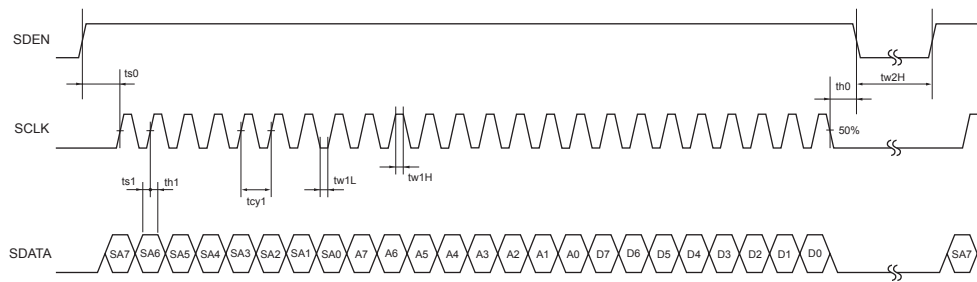 SDEN
ts0
th0
tw2H
SCLK
50%
ts1
th1
tcy1
tw1L
tw1H
SDATA
SA7
SA6
SA5
SA4
SA3
SA2
SA1
SA0
A7
A6
A5
A4
A3
A2
A1
A0
D7
D6
D5
D4
D3
D2
D1
D0
SA7